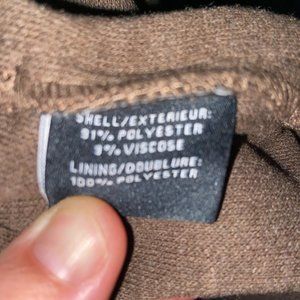 SHELL/EXTERIEUR:
91% POLYESTER
9% VISCOSE
LINING/DOUBLURE:
100% POLYESTER